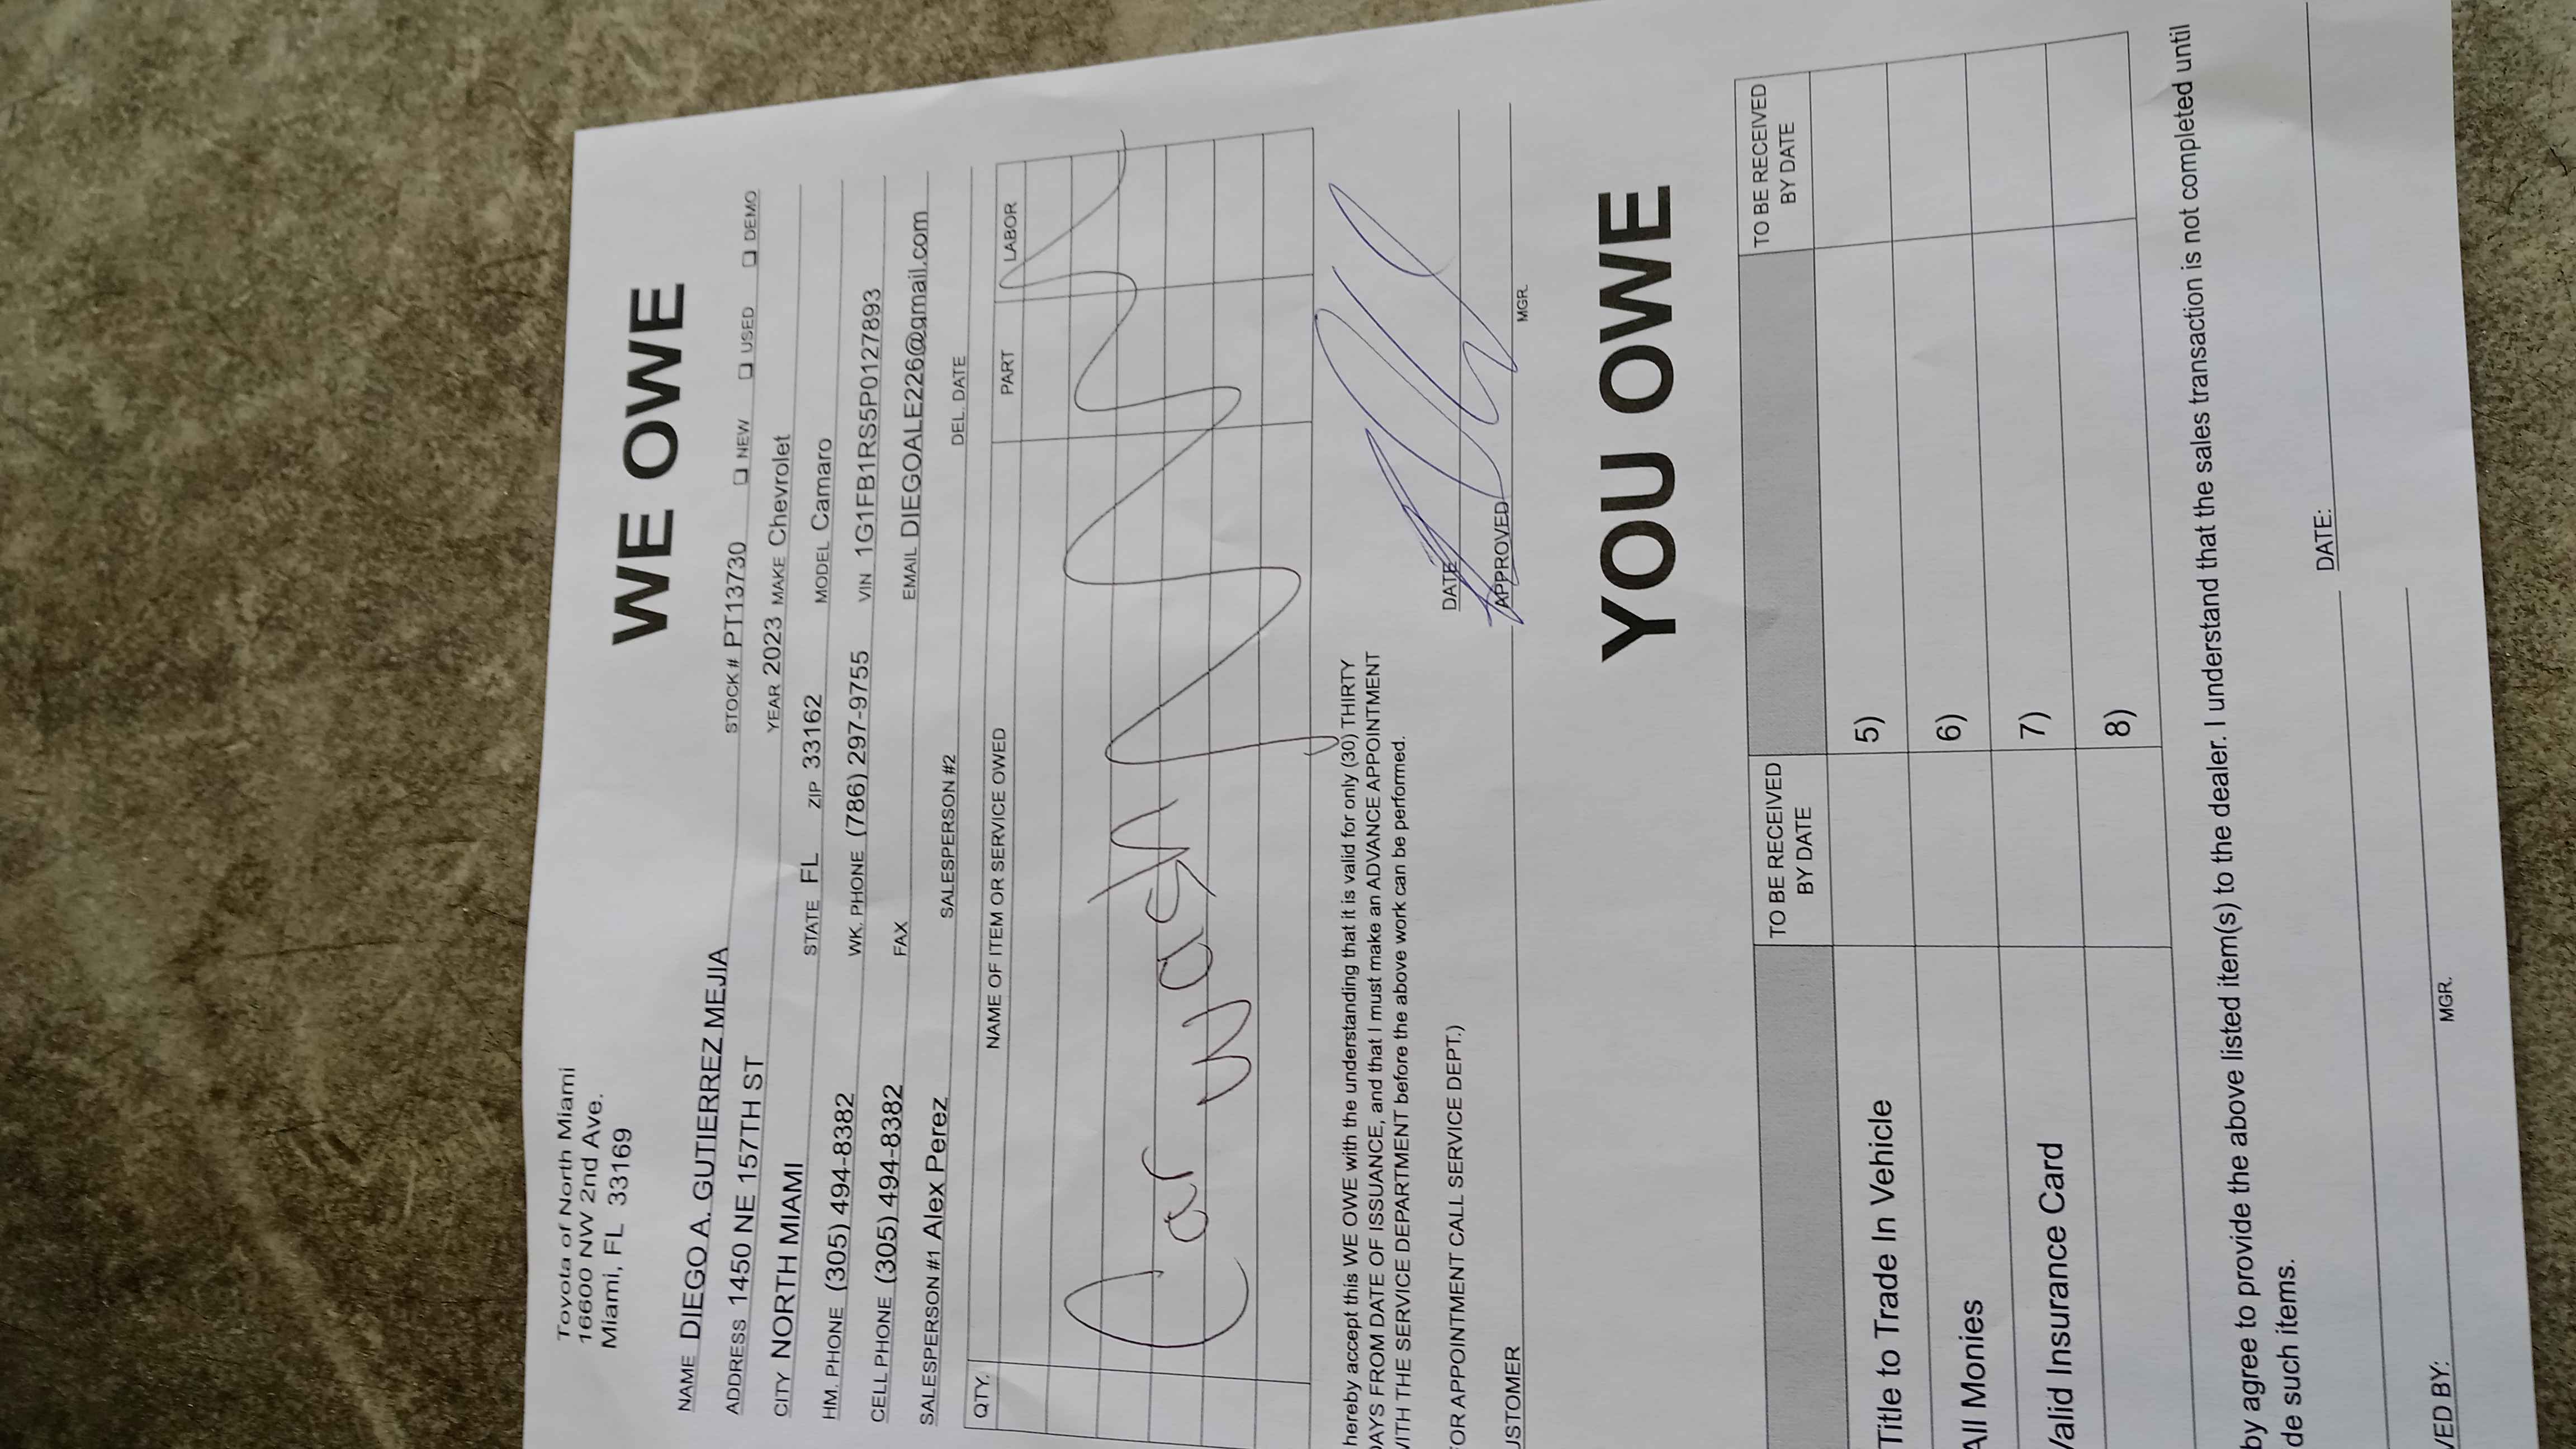 Toyota of North Miami
16600 NW 2nd Ave.
Miami, FL 33169
WE OWE
NAME DIEGO A. GUTIERREZ MEJIA STOCK # PT13730 ❑ NEW ❑ USED ❑ DEMO
ADDRESS 1450 NE 157TH ST YEAR 2023 MAKE Chevrolet
CITY NORTH MIAMI STATE FL ZIP 33162 MODEL Camaro
HM. PHONE (305) 494-8382 WK. PHONE (786) 297-9755 VIN 1G1FB1RS5P0127893
CELL PHONE (305) 494-8382 FAX EMAIL DIEGOALE226@gmail.com
SALESPERSON #1 Alex Perez SALESPERSON #2 DEL. DATE
QTY. NAME OF ITEM OR SERVICE OWED PART LABOR
Car wash
hereby accept this WE OWE with the understanding that it is valid for only (30) THIRTY
DAYS FROM DATE OF ISSUANCE, and that I must make an ADVANCE APPOINTMENT
WITH THE SERVICE DEPARTMENT before the above work can be performed.
FOR APPOINTMENT CALL SERVICE DEPT.) DATE
USTOMER APPROVED
MGR.
YOU OWE
TO BE RECEIVED BY DATE TO BE RECEIVED BY DATE
Title to Trade In Vehicle 5)
All Monies 6)
Valid Insurance Card 7)
8)
by agree to provide the above listed item(s) to the dealer. I understand that the sales transaction is not completed until
de such items.
DATE:
VED BY:
MGR.